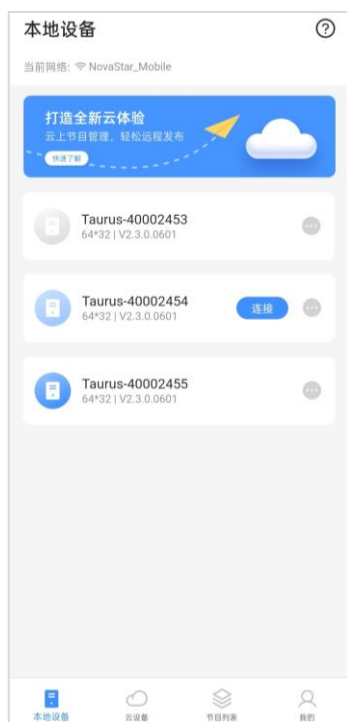 本地设备
当前网络: NovaStar_Mobile
打造全新云体验
云上节目管理，轻松远程发布
快速了解
Taurus-40002453
64*32 | V2.3.0.0601
Taurus-40002454
64*32 | V2.3.0.0601
连接
Taurus-40002455
64*32 | V2.3.0.0601
本地设备
云设备
节目列表
我的